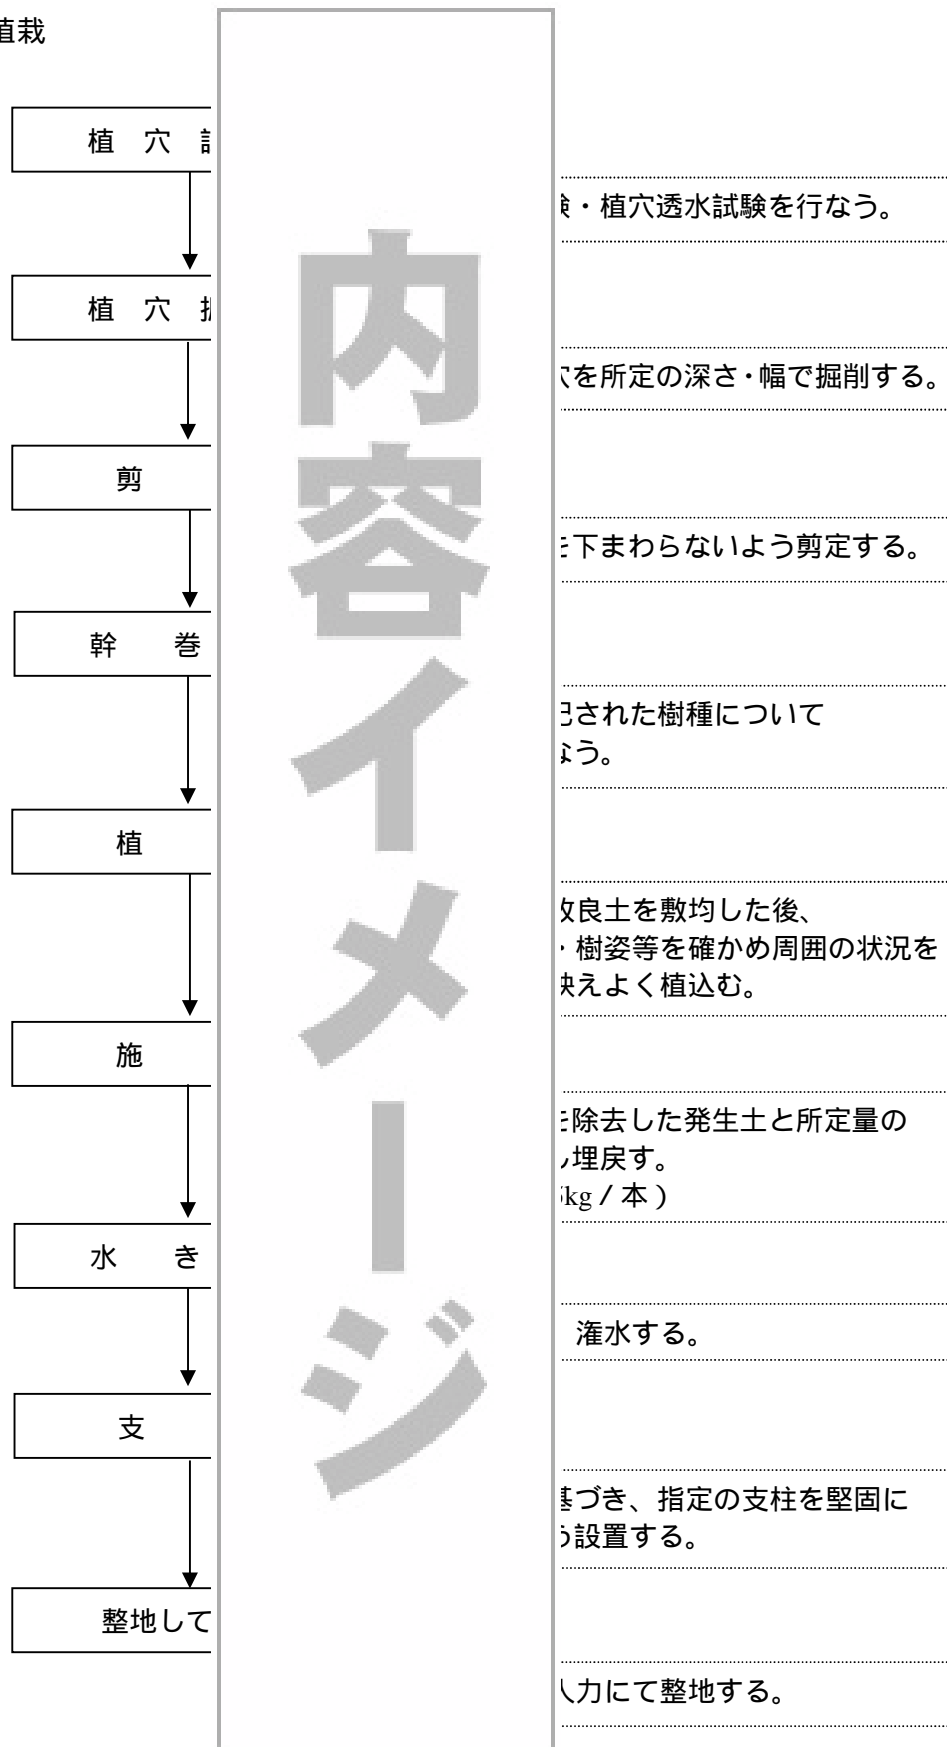 植栽
植 穴
験・植穴透水試験を行なう。
植 穴
穴を所定の深さ・幅で掘削する。
剪
を下まわらないよう剪定する。
幹 巻
記された樹種について
なう。
植
改良土を敷均した後、
・樹姿等を確かめ周囲の状況を
映えよく植込む。
施
を除去した発生土と所定量の
し埋戻す。
kg / 本 )
水 き
潅水する。
支
基づき、指定の支柱を堅固に
設置する。
整地して
人力にて整地する。
内容イメージ